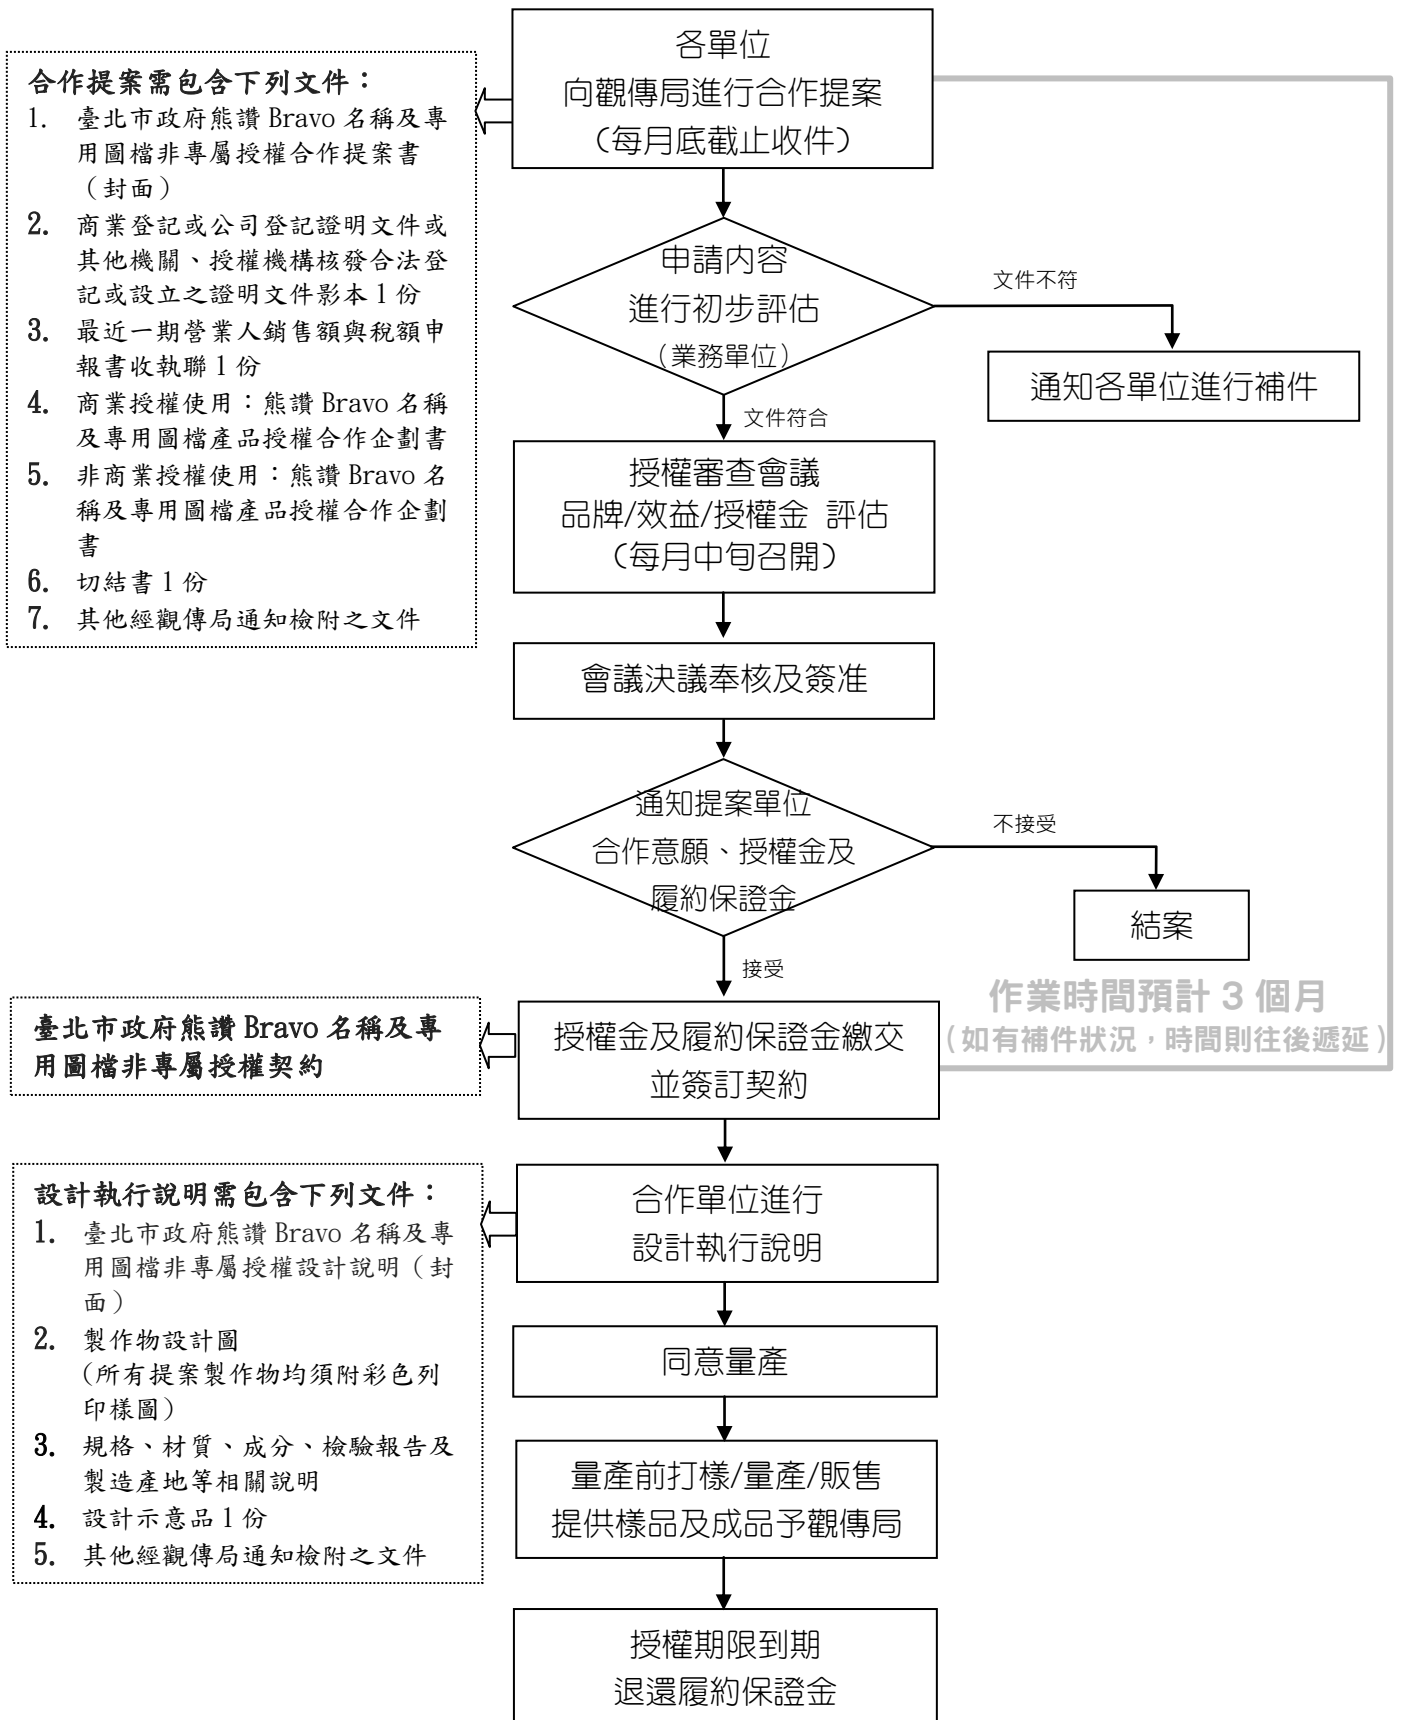 各單位
向觀傳局進行合作提案
（每月底截止收件）
合作提案需包含下列文件：
1. 臺北市政府熊讚 Bravo 名稱及專
用圖檔非專屬授權合作提案書
（封面）
2. 商業登記或公司登記證明文件或
其他機關、授權機構核發合法登
記或設立之證明文件影本 1 份
3. 最近一期營業人銷售額與稅額申
報書收執聯 1 份
4. 商業授權使用：熊讚 Bravo 名稱
及專用圖檔產品授權合作企劃書
5. 非商業授權使用：熊讚 Bravo 名
稱及專用圖檔產品授權合作企劃
書
6. 切結書 1 份
7. 其他經觀傳局通知檢附之文件
申請內容
進行初步評估
（業務單位）
文件不符
通知各單位進行補件
文件符合
授權審查會議
品牌/效益/授權金 評估
（每月中旬召開）
會議決議奉核及簽准
通知提案單位
合作意願、授權金及
履約保證金
不接受
結案
接受
作業時間預計 3 個月
（如有補件狀況，時間則往後遞延）
授權金及履約保證金繳交
並簽訂契約
臺北市政府熊讚 Bravo 名稱及專
用圖檔非專屬授權契約
合作單位進行
設計執行說明
設計執行說明需包含下列文件：
1. 臺北市政府熊讚 Bravo 名稱及專
用圖檔非專屬授權設計說明（封
面）
2. 製作物設計圖
(所有提案製作物均須附彩色列
印樣圖)
3. 規格、材質、成分、檢驗報告及
製造產地等相關說明
4. 設計示意品 1 份
5. 其他經觀傳局通知檢附之文件
同意量產
量產前打樣/量產/販售
提供樣品及成品予觀傳局
授權期限到期
退還履約保證金